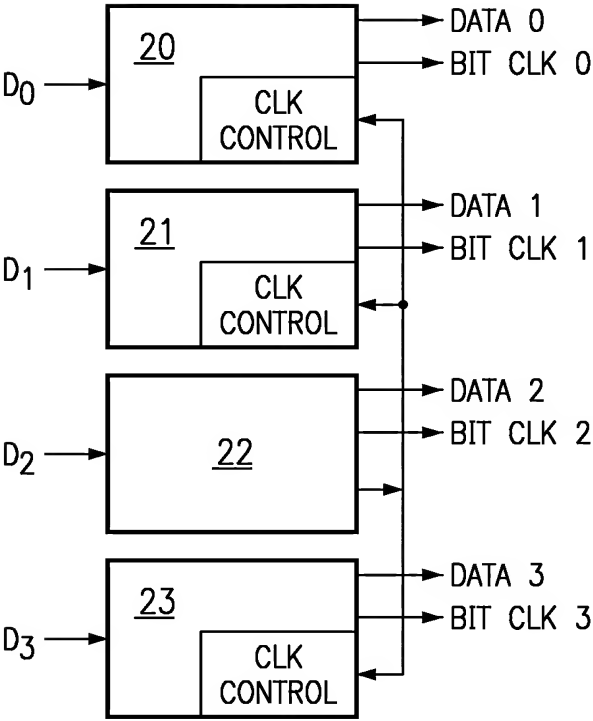 DATA 0
20
BIT CLK 0
D0
CLK
CONTROL
DATA 1
21
BIT CLK 1
D1
CLK
CONTROL
DATA 2
BIT CLK 2
D2
22
DATA 3
23
BIT CLK 3
D3
CLK
CONTROL